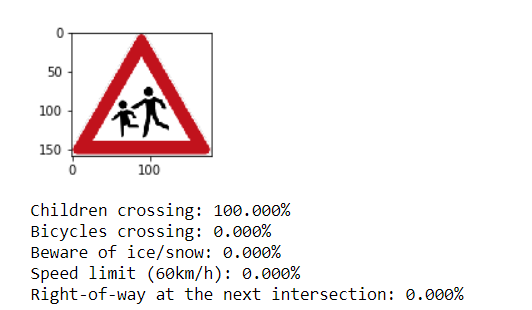 0
50
100
150
0 100
Children crossing: 100.000%
Bicycles crossing: 0.000%
Beware of ice/snow: 0.000%
Speed limit (60km/h): 0.000%
Right-of-way at the next intersection: 0.000%